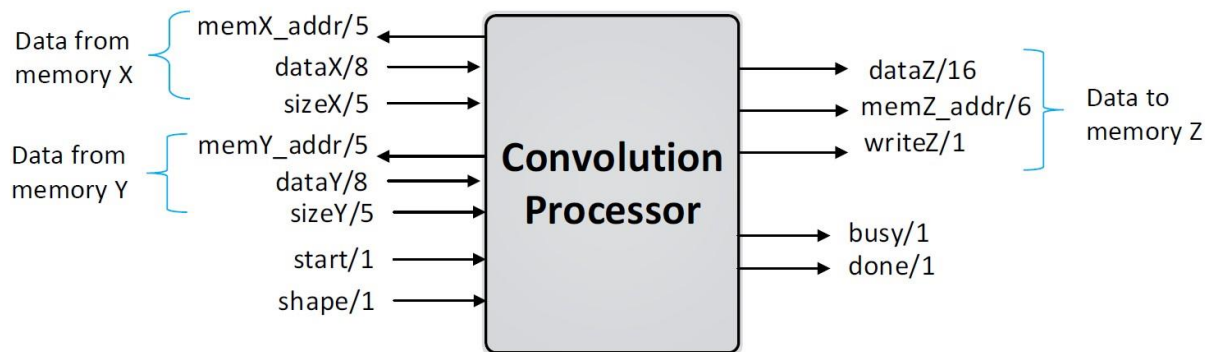 Data from
memory X
memX_addr/5
dataX/8
sizeX/5
Data from
memory Y
memY_addr/5
dataY/8
sizeY/5
start/1
shape/1
Convolution
Processor
dataZ/16
memZ_addr/6
writeZ/1
Data to
memory Z
busy/1
done/1